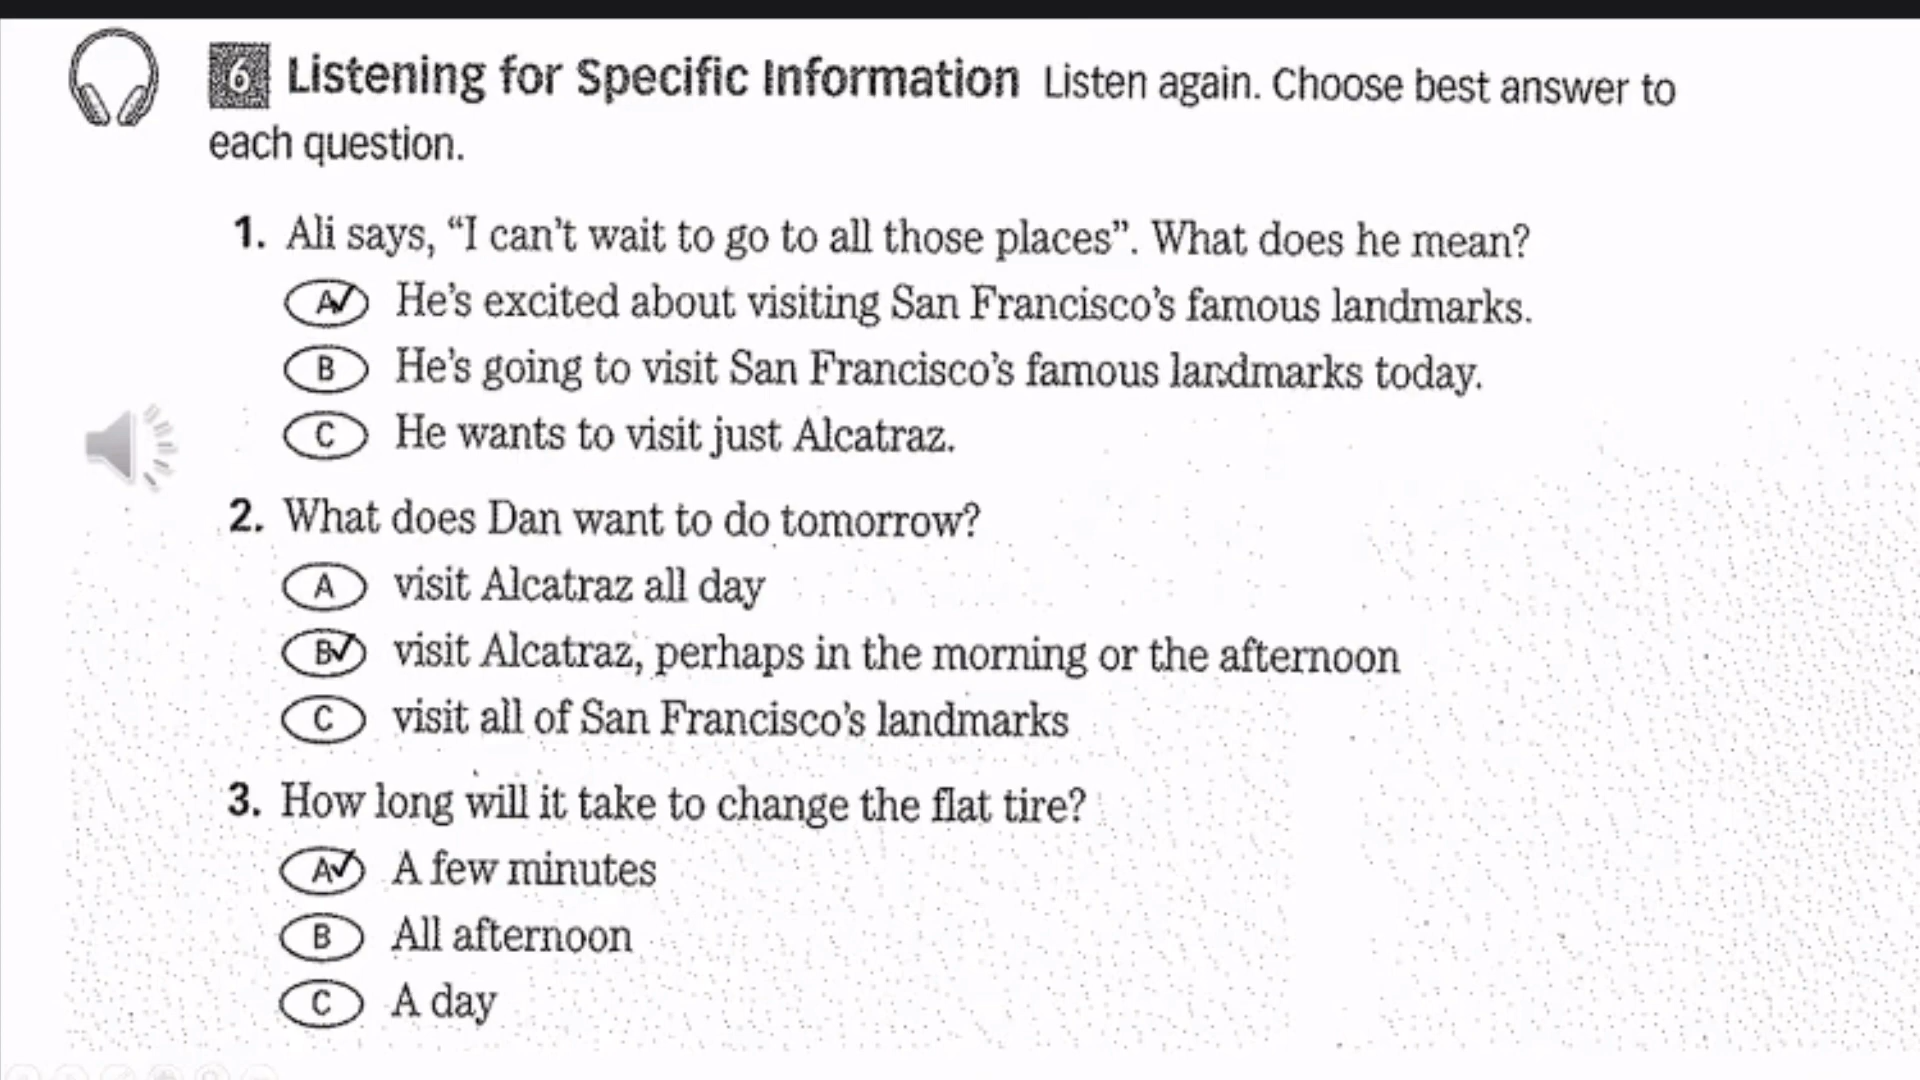 6 Listening for Specific Information Listen again. Choose best answer to
each question.
1. Ali says, “I can’t wait to go to all those places”. What does he mean?
A He’s excited about visiting San Francisco’s famous landmarks.
B He’s going to visit San Francisco’s famous landmarks today.
C He wants to visit just Alcatraz.
2. What does Dan want to do tomorrow?
A visit Alcatraz all day
B visit Alcatraz, perhaps in the morning or the afternoon
C visit all of San Francisco’s landmarks
3. How long will it take to change the flat tire?
A A few minutes
B All afternoon
C A day